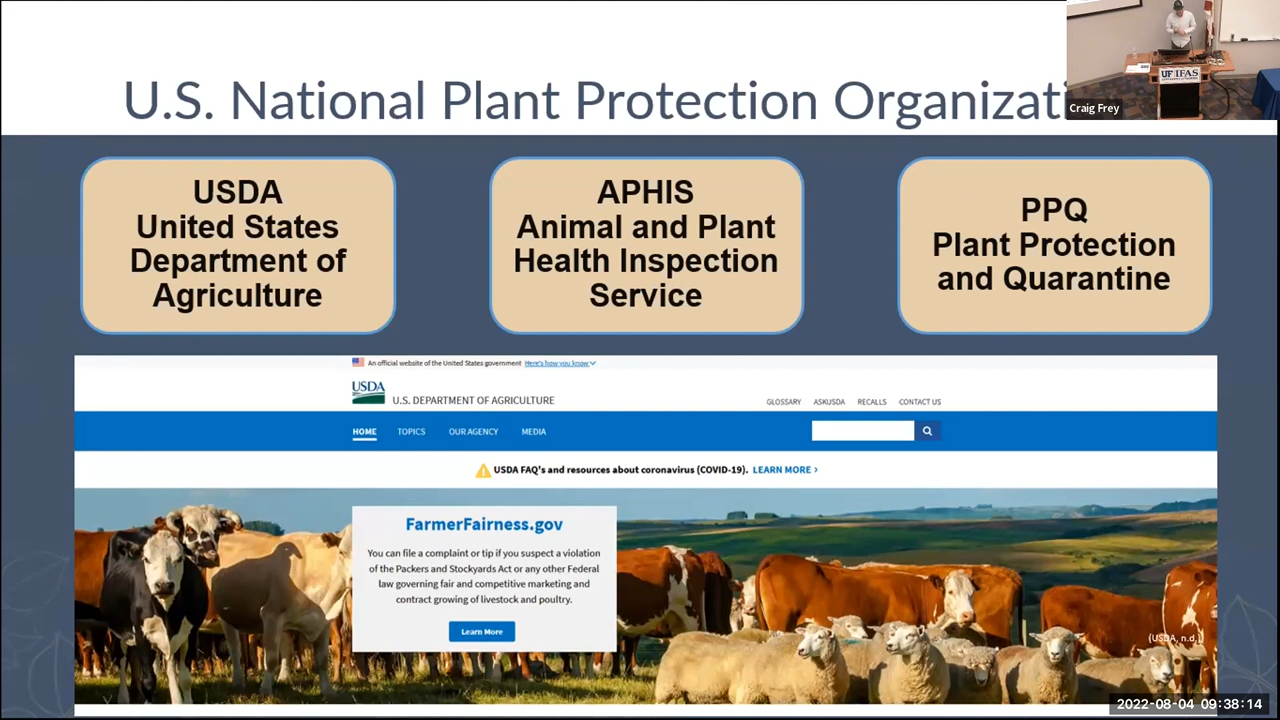 U.S. National Plant Protection Organizati
UF IFAS
Craig Frey
USDA
United States
Department of
Agriculture
APHIS
Animal and Plant
Health Inspection
Service
PPQ
Plant Protection
and Quarantine
An official website of the United States government Here's how you know
USDA
U.S. DEPARTMENT OF AGRICULTURE
GLOSSARY ASKUSDA RECALLS CONTACT US
HOME TOPICS OUR AGENCY MEDIA
USDA FAQ's and resources about coronavirus (COVID-19). LEARN MORE ›
FarmerFairness.gov
You can file a complaint or tip if you suspect a violation
of the Packers and Stockyards Act or any other Federal
law governing fair and competitive marketing and
contract growing of livestock and poultry.
Learn More
(USDA, n.d.)
2022-08-04 09:38:14